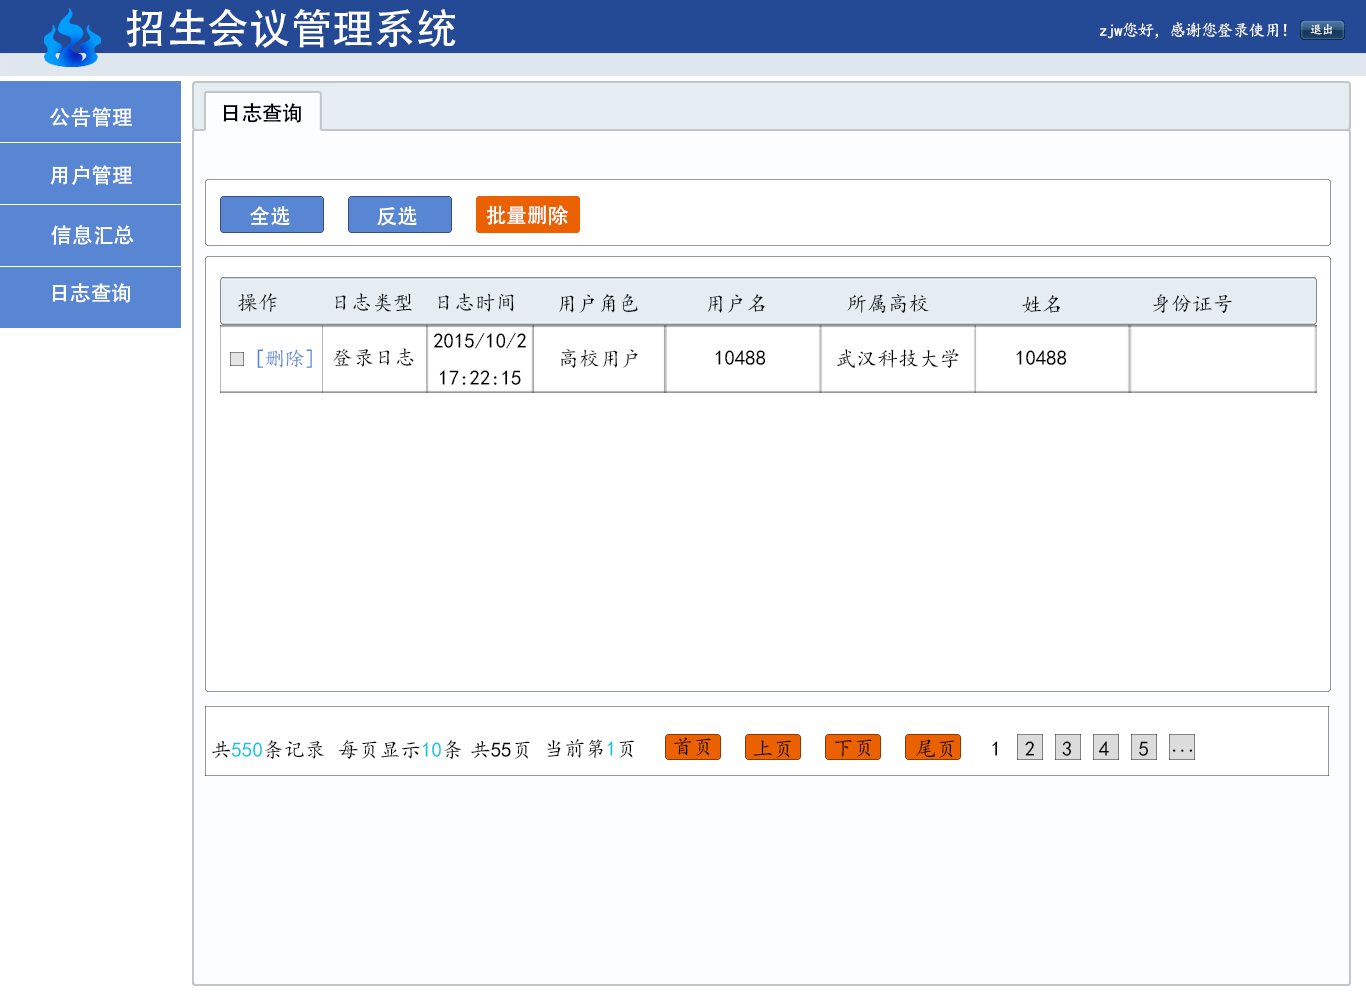 招生会议管理系统
zjw您好，感谢您登录使用！ 退出
公告管理
用户管理
信息汇总
日志查询
日志查询
全选 反选 批量删除
操作 日志类型 日志时间 用户角色 用户名 所属高校 姓名 身份证号
[删除] 登录日志 2015/10/2 17:22:15 高校用户 10488 武汉科技大学 10488
共550条记录 每页显示10条 共55页 当前第1页 首页 上页 下页 尾页 1 2 3 4 5 ...